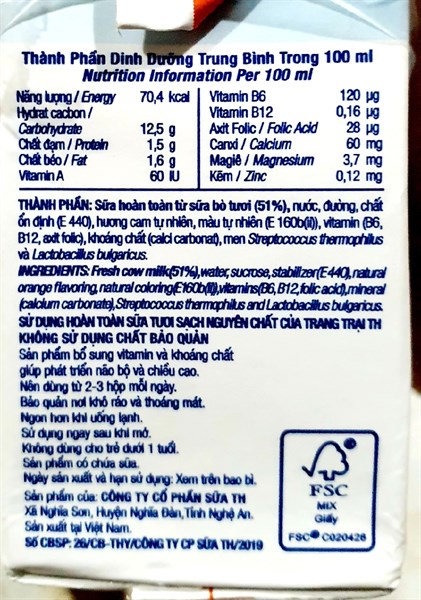 Thành Phần Dinh Dưỡng Trung Bình Trong 100 ml
Nutrition Information Per 100 ml
Năng lượng / Energy 70,4 kcal
Hydrat cacbon /
Carbohydrate 12,5 g
Chất đạm / Protein 1,5 g
Chất béo / Fat 1,6 g
Vitamin A 60 IU
Vitamin B6 120 µg
Vitamin B12 0,16 µg
Axit Folic / Folic Acid 28 µg
Canxi / Calcium 60 mg
Magiê / Magnesium 3,7 mg
Kẽm / Zinc 0,12 mg
THÀNH PHẦN: Sữa hoàn toàn từ sữa bò tươi (51%), nước, đường, chất
ổn định (E 440), hương cam tự nhiên, màu tự nhiên (E 160b(ii)), vitamin (B6,
B12, axit folic), khoáng chất (calci carbonat), men Streptococcus thermophilus
và Lactobacillus bulgaricus.
INGREDIENTS: Fresh cow milk(51%), water, sucrose, stabilizer(E440), natural
orange flavoring, natural coloring(E160b(ii)),vitamins(B6, B12, folic acid),mineral
(calcium carbonate),Streptococcus thermophilus and Lactobacillus bulgaricus.
SỬ DỤNG HOÀN TOÀN SỮA TƯƠI SẠCH NGUYÊN CHẤT CỦA TRANG TRẠI TH
KHÔNG SỬ DỤNG CHẤT BẢO QUẢN
Sản phẩm bổ sung vitamin và khoáng chất
giúp phát triển não bộ và chiều cao.
Nên dùng từ 2-3 hộp mỗi ngày.
Bảo quản nơi khô ráo và thoáng mát.
Ngon hơn khi uống lạnh.
Sử dụng ngay sau khi mở.
Không dùng cho trẻ dưới 1 tuổi.
Sản phẩm có chứa sữa.
Ngày sản xuất và hạn sử dụng: Xem trên bao bì.
Sản phẩm của: CÔNG TY CỔ PHẦN SỮA TH
Xã Nghĩa Sơn, Huyện Nghĩa Đàn, Tỉnh Nghệ An.
Sản xuất tại Việt Nam.
Số CBSP: 26/CB-THY/CÔNG TY CP SỮA TH/2019
FSC
MIX
Giấy
FSC® C020428